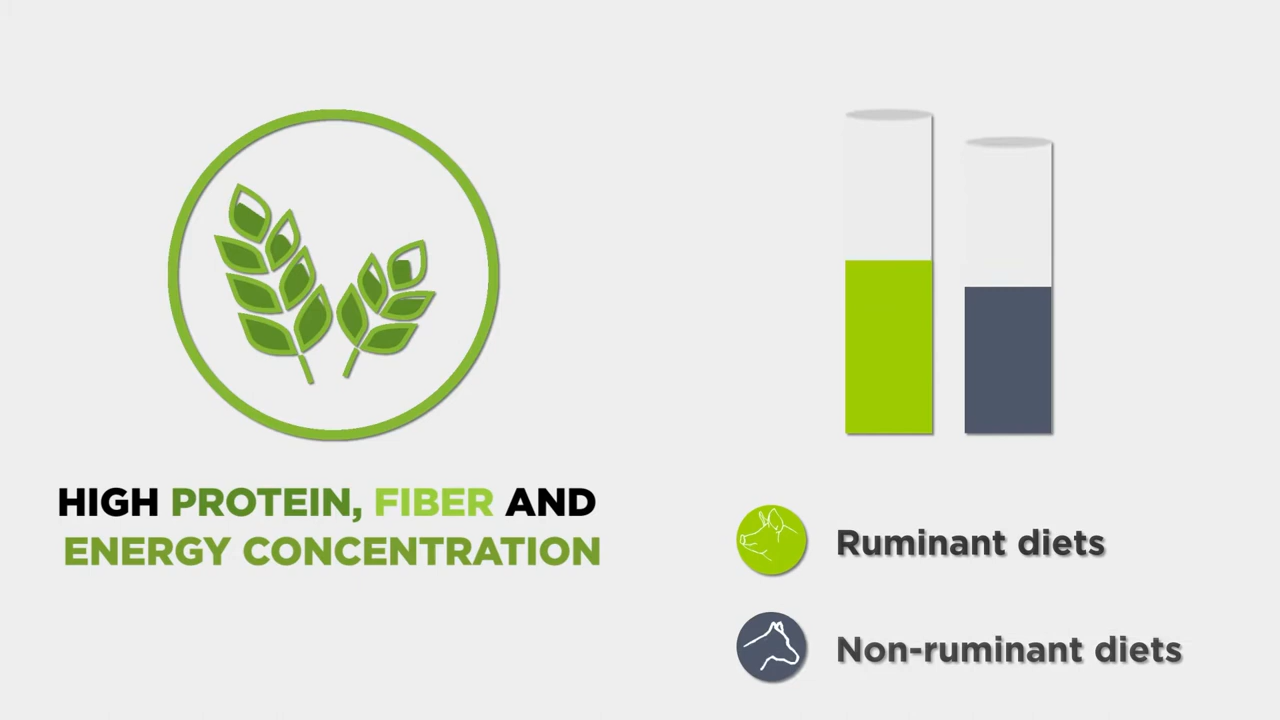 HIGH PROTEIN, FIBER AND
ENERGY CONCENTRATION
Ruminant diets
Non-ruminant diets